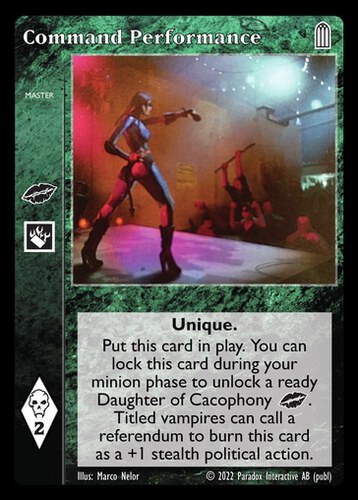 Command Performance
MASTER
Unique.
Put this card in play. You can
lock this card during your
minion phase to unlock a ready
Daughter of Cacophony .
Titled vampires can call a
referendum to burn this card
as a +1 stealth political action.
2
Illus: Marco Nelor © 2022 Paradox Interactive AB (publ)